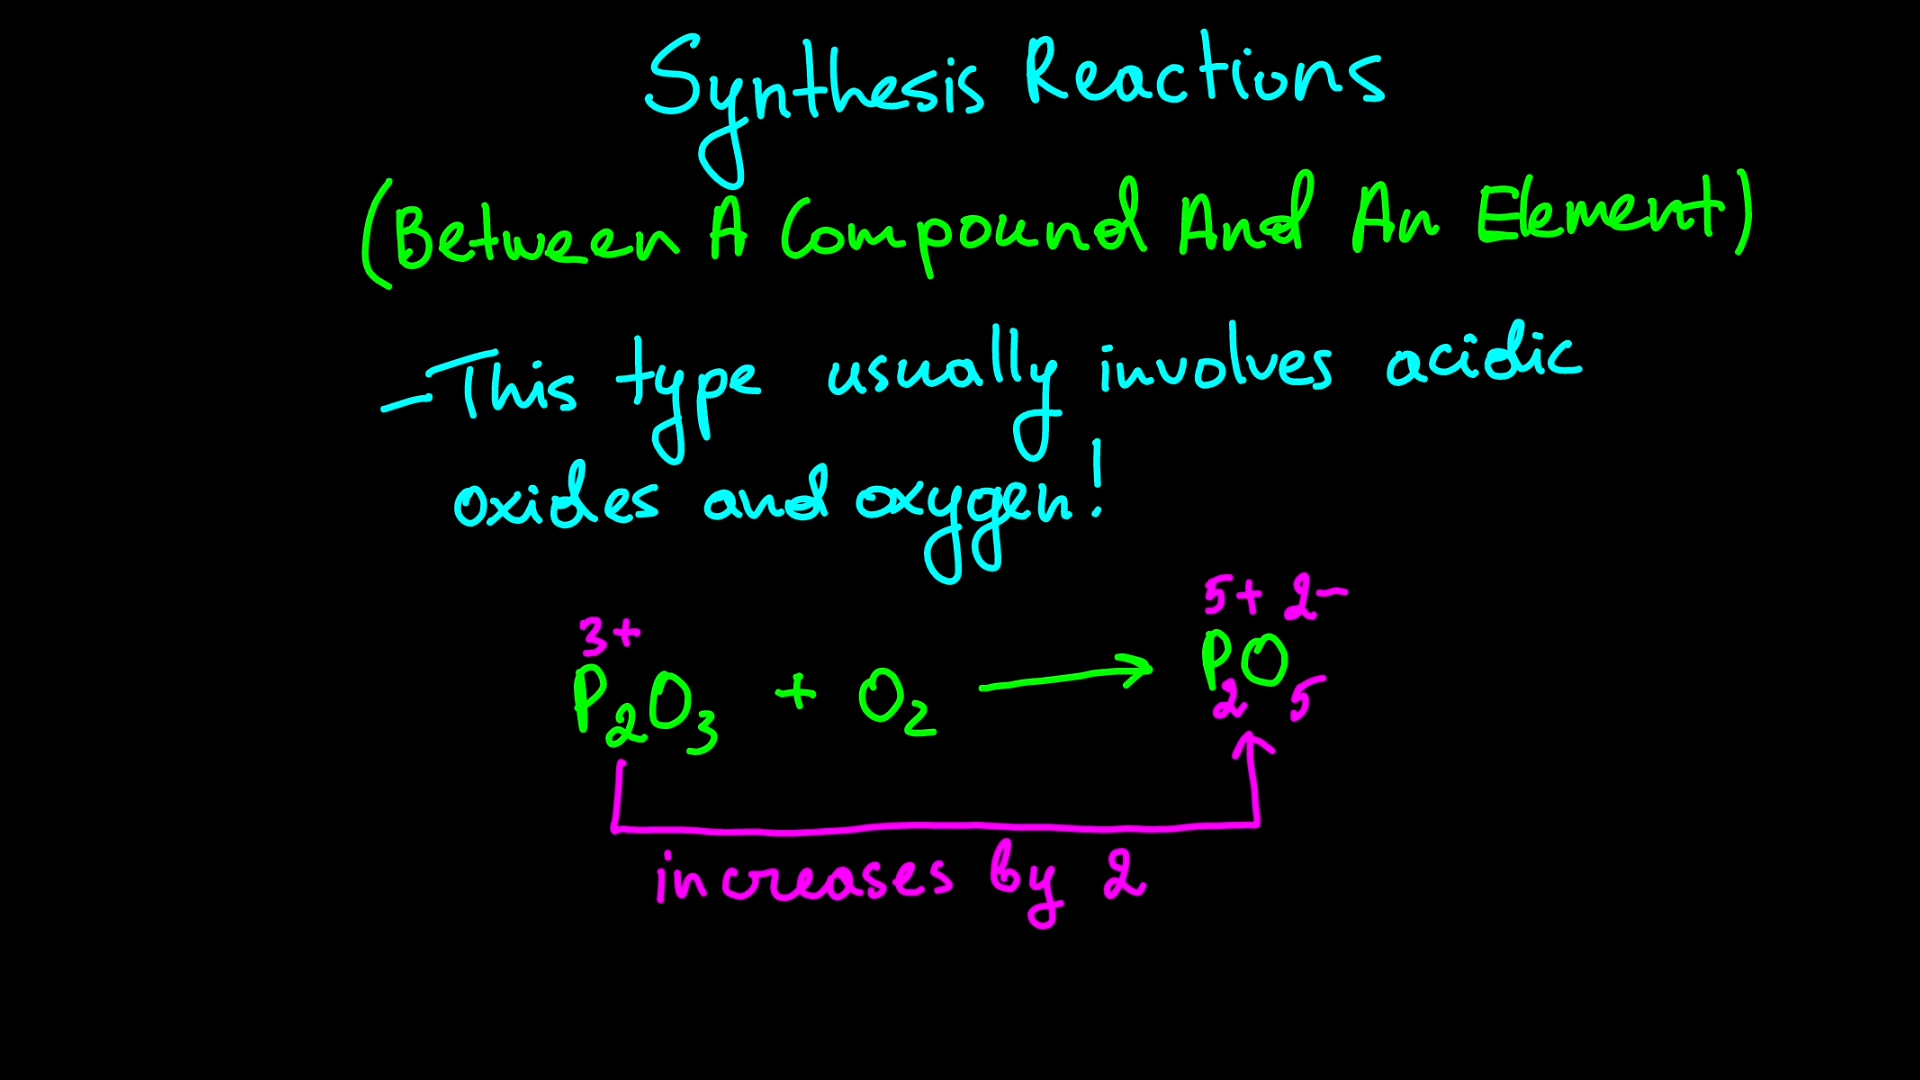 Synthesis Reactions
(Between A Compound And An Element)
- This type usually involves acidic
oxides and oxygen!
3+ 5+ 2-
P2O3 + O2 → P2O5
increases by 2